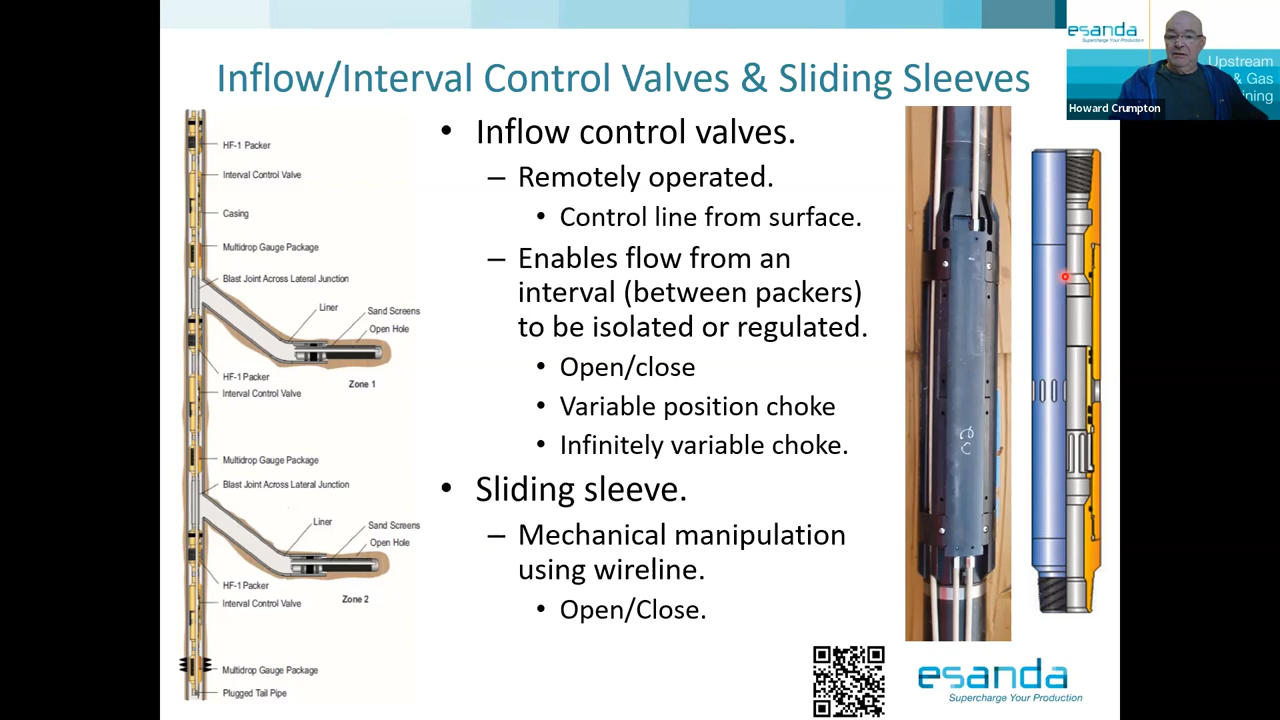 Inflow/Interval Control Valves & Sliding Sleeves
esanda
Supercharge Your Production
Upstream
& Gas
ining
Howard Crumpton
HF-1 Packer
Interval Control Valve
Casing
Multidrop Gauge Package
Blast Joint Across Lateral Junction
Liner
Sand Screens
Open Hole
HF-1 Packer
Zone 1
Interval Control Valve
Multidrop Gauge Package
Blast Joint Across Lateral Junction
Liner
Sand Screens
Open Hole
HF-1 Packer
Zone 2
Interval Control Valve
Multidrop Gauge Package
Plugged Tail Pipe
• Inflow control valves.
– Remotely operated.
• Control line from surface.
– Enables flow from an
interval (between packers)
to be isolated or regulated.
• Open/close
• Variable position choke
• Infinitely variable choke.
• Sliding sleeve.
– Mechanical manipulation
using wireline.
• Open/Close.
esanda
Supercharge Your Production